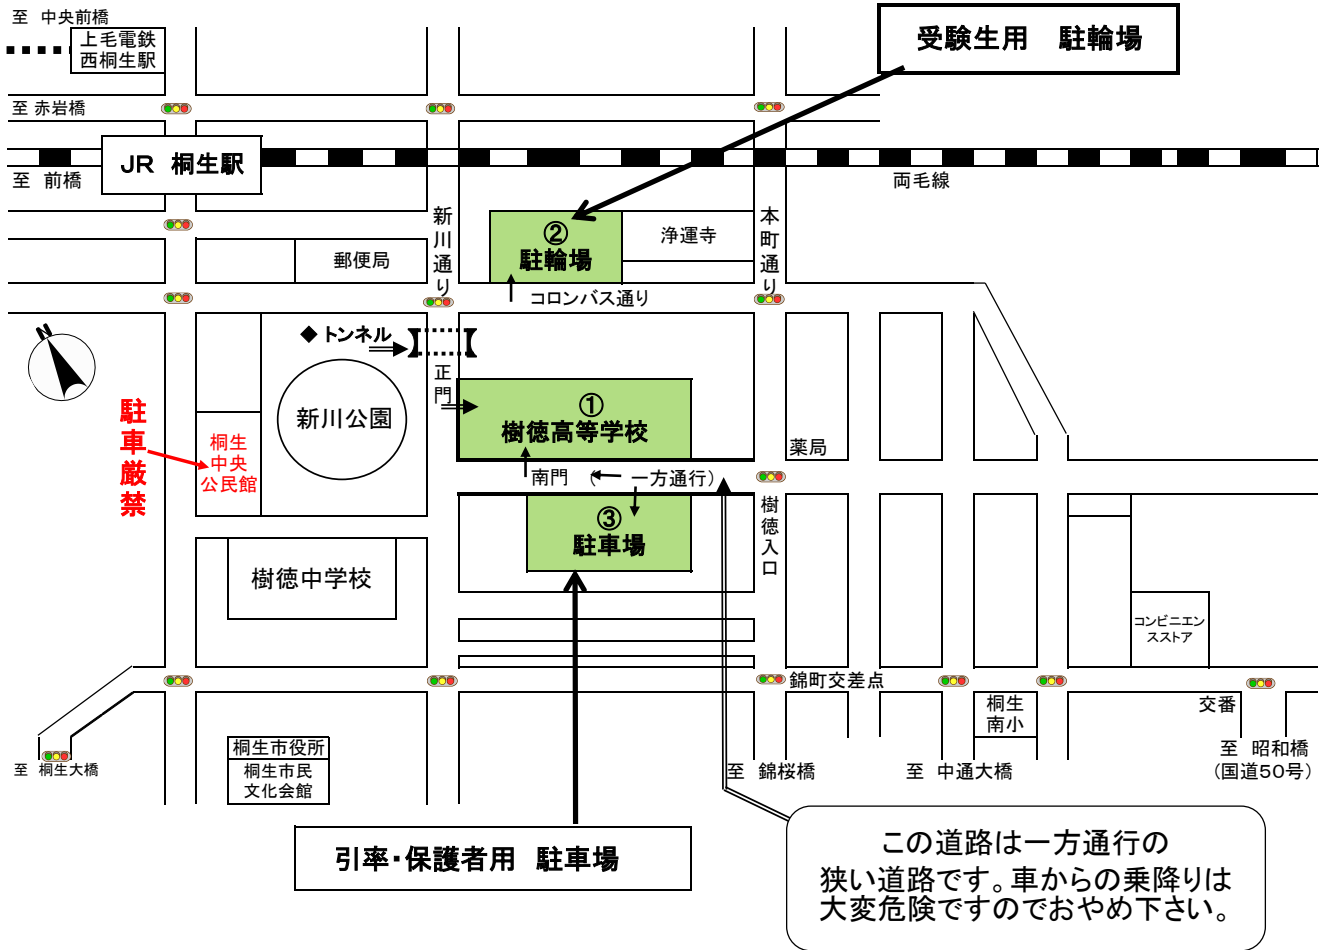 至 中央前橋
上毛電鉄
西桐生駅
受験生用 駐輪場
至 赤岩橋
JR 桐生駅
至 前橋
両毛線
新川通り
②
駐輪場
浄運寺
本町通り
郵便局
コロンバス通り
N
◆トンネル
正門
新川公園
①
樹徳高等学校
駐車厳禁
桐生
中央
公民館
薬局
南門 (← 一方通行)
③
駐車場
樹徳入口
樹徳中学校
コンビニエン
スストア
錦町交差点
桐生
南小
交番
桐生市役所
桐生市民
文化会館
至 桐生大橋
至 錦桜橋
至 中通大橋
至 昭和橋
(国道50号)
引率・保護者用 駐車場
この道路は一方通行の
狭い道路です。車からの乗降りは
大変危険ですのでおやめ下さい。